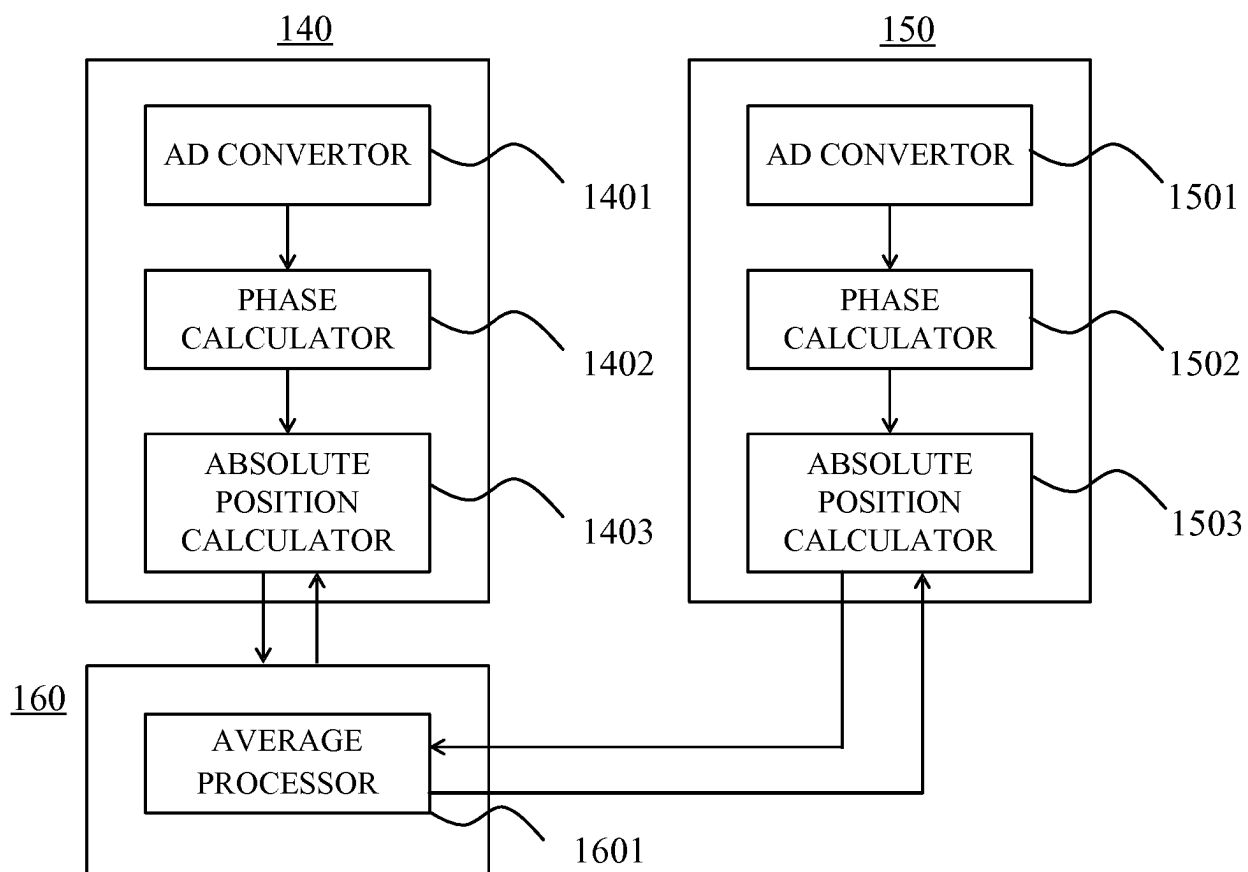 140
AD CONVERTOR
1401
PHASE
CALCULATOR
1402
ABSOLUTE
POSITION
CALCULATOR
1403
150
AD CONVERTOR
1501
PHASE
CALCULATOR
1502
ABSOLUTE
POSITION
CALCULATOR
1503
160
AVERAGE
PROCESSOR
1601